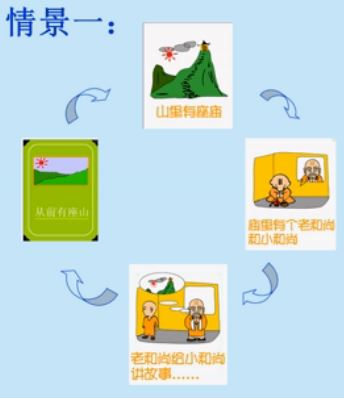 情景一：
山里有座庙
从前有座山
庙里有个老和尚
和小和尚
老和尚给小和尚
讲故事……